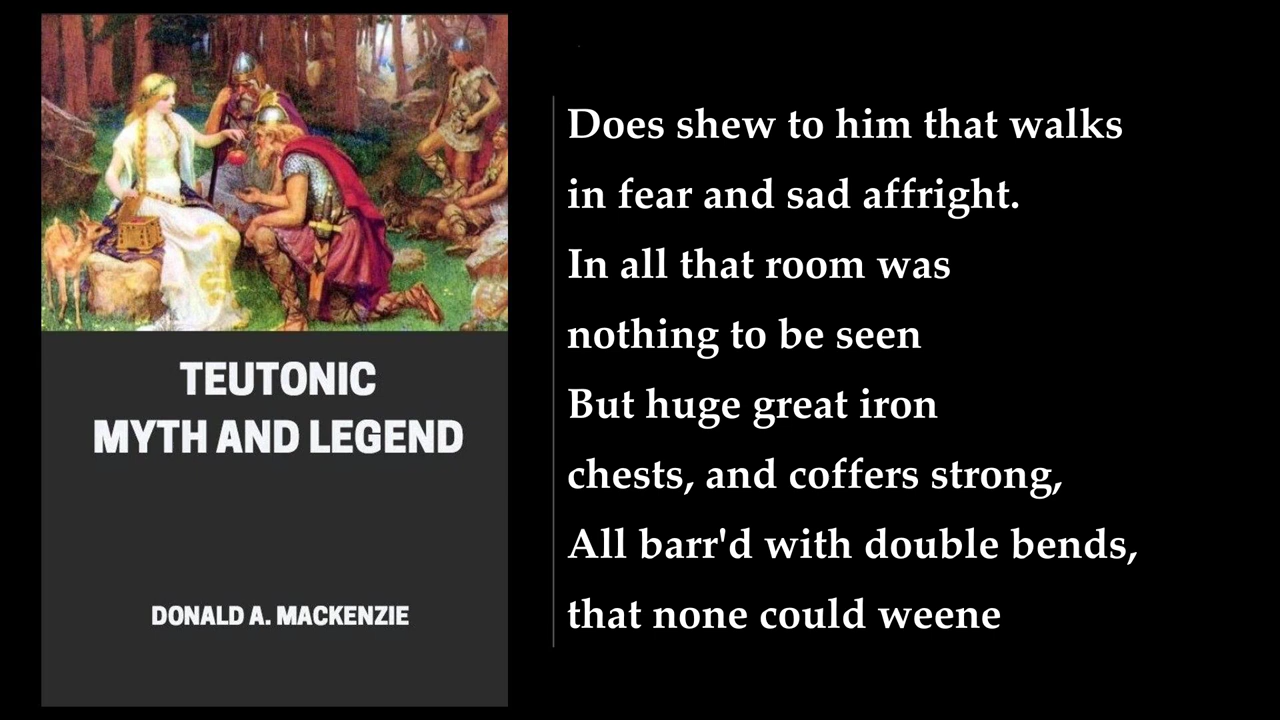 TEUTONIC
MYTH AND LEGEND
DONALD A. MACKENZIE
Does shew to him that walks
in fear and sad affright.
In all that room was
nothing to be seen
But huge great iron
chests, and coffers strong,
All barr'd with double bends,
that none could weene